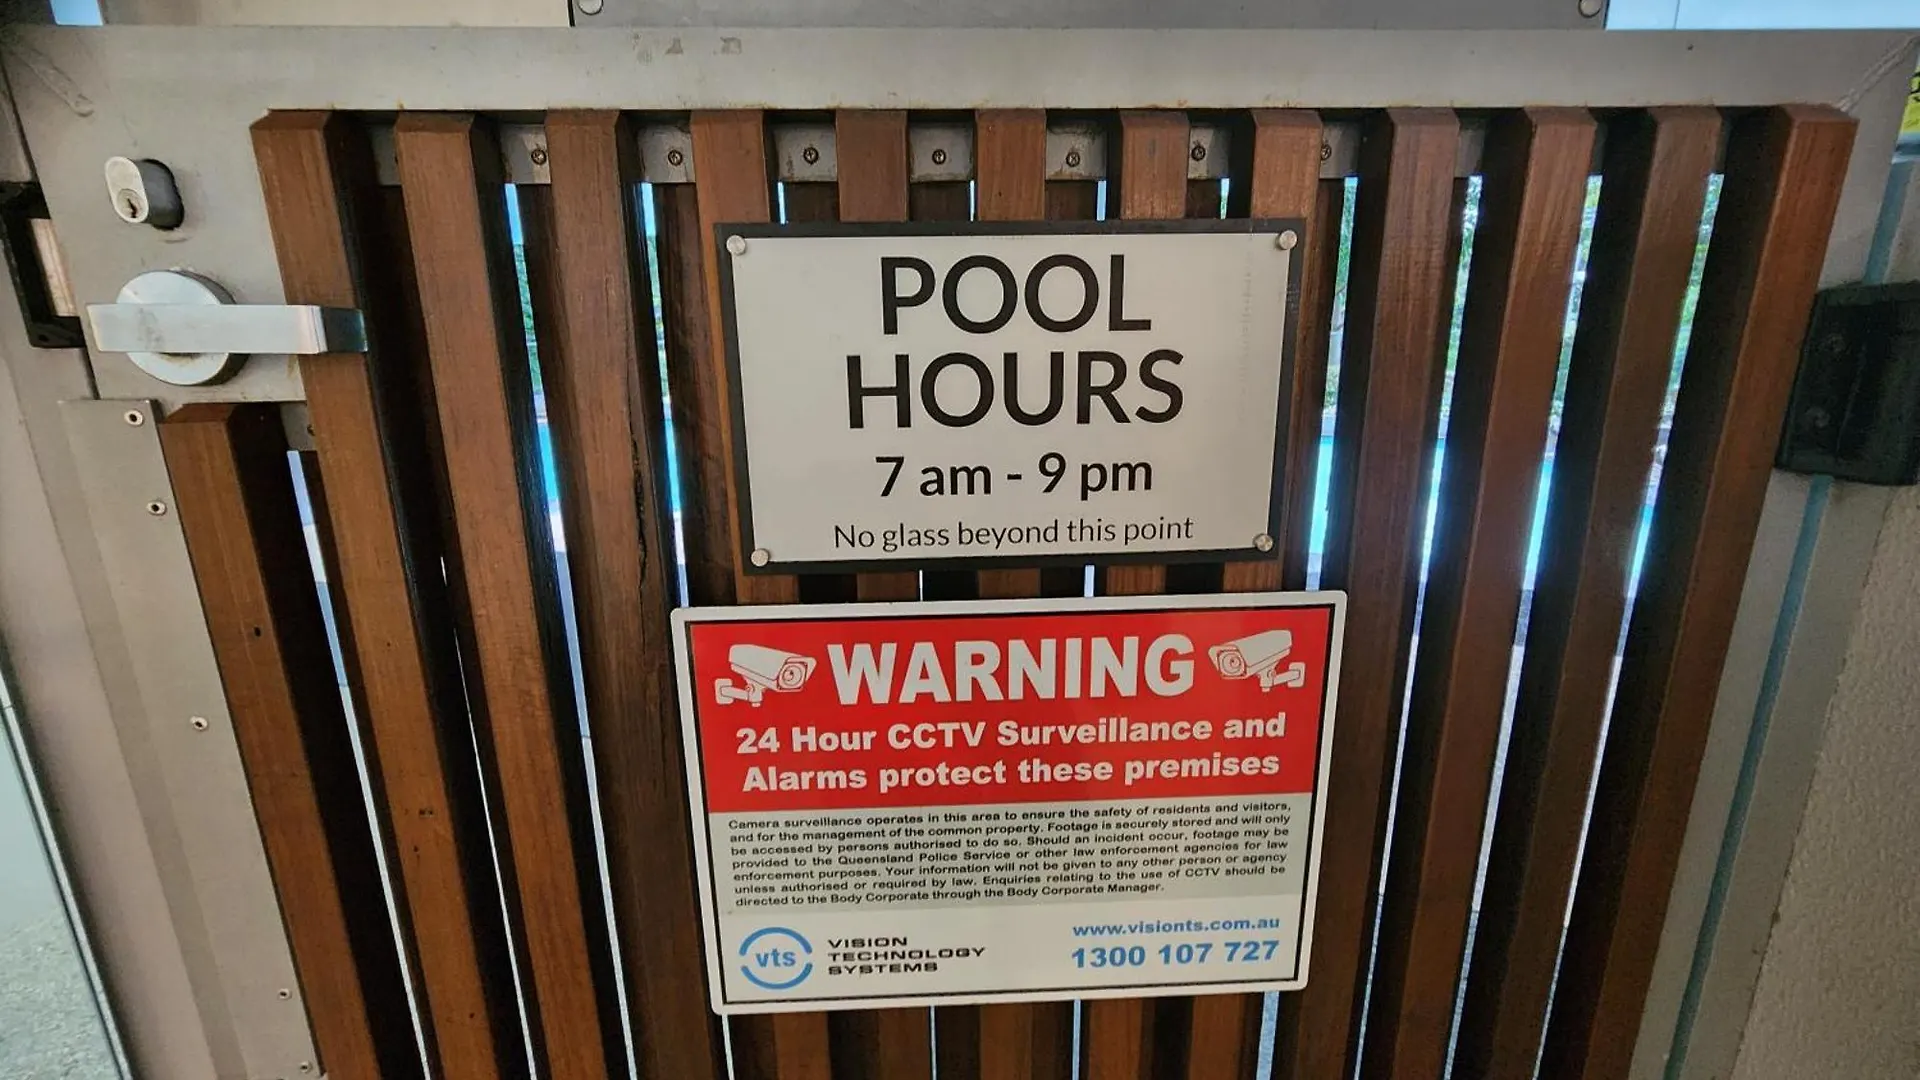 POOL
HOURS
7 am - 9 pm
No glass beyond this point
WARNING
24 Hour CCTV Surveillance and
Alarms protect these premises
Camera surveillance operates in this area to ensure the safety of residents and visitors,
and for the management of the common property. Footage is securely stored and will only
be accessed by persons authorised to do so. Should an incident occur, footage may be
provided to the Queensland Police Service or other law enforcement agencies for law
enforcement purposes. Your information will not be given to any other person or agency
unless authorised or required by law. Enquiries relating to the use of CCTV should be
directed to the Body Corporate through the Body Corporate Manager.
vts
VISION
TECHNOLOGY
SYSTEMS
www.visionts.com.au
1300 107 727